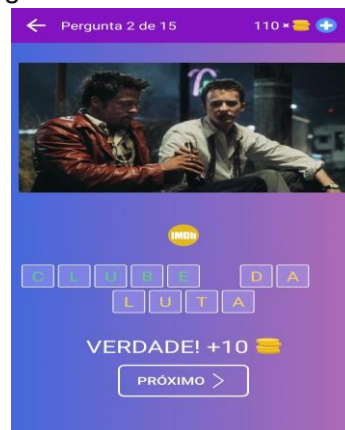 Pergunta 2 de 15 110 ×
IMDb
CLUBE DA
LUTA
VERDADE! +10
PRÓXIMO